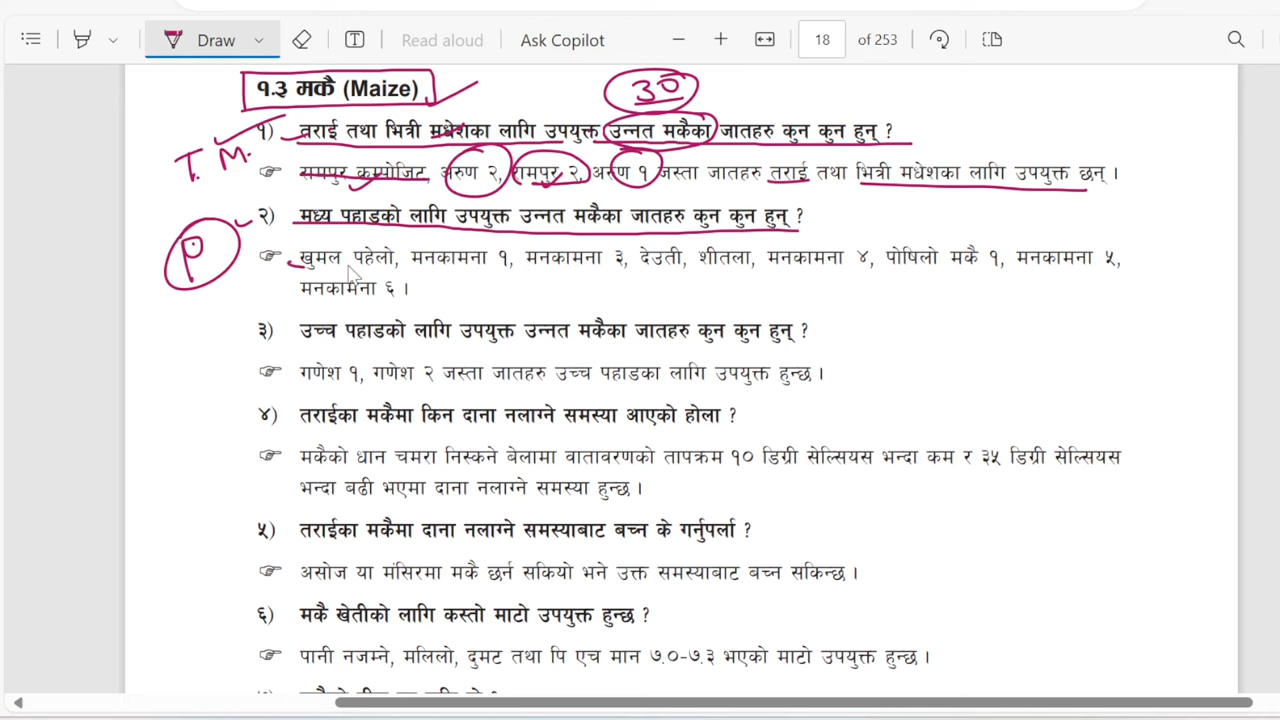 Draw
Read aloud
Ask Copilot
18
of 253
१.३ मकै (Maize)
उ०
१) तराई तथा भित्री मधेशका लागि उपयुक्त उन्नत मकैका जातहरु कुन कुन हुन् ?
T. M.
रामपुर कम्पोजिट, अरुण २, रामपुर २, अरुण १ जस्ता जातहरु तराई तथा भित्री मधेशका लागि उपयुक्त छन् ।
२) मध्य पहाडको लागि उपयुक्त उन्नत मकैका जातहरु कुन कुन हुन् ?
P
खुमल पहेलो, मनकामना १, मनकामना ३, देउती, शीतला, मनकामना ४, पोषिलो मकै १, मनकामना ५,
मनकामना ६ ।
३) उच्च पहाडको लागि उपयुक्त उन्नत मकैका जातहरु कुन कुन हुन् ?
गणेश १, गणेश २ जस्ता जातहरु उच्च पहाडका लागि उपयुक्त हुन्छ ।
४) तराईका मकैमा किन दाना नलाग्ने समस्या आएको होला ?
मकैको धान चमरा निस्कने बेलामा वातावरणको तापक्रम १० डिग्री सेल्सियस भन्दा कम र ३५ डिग्री सेल्सियस
भन्दा बढी भएमा दाना नलाग्ने समस्या हुन्छ ।
५) तराईका मकैमा दाना नलाग्ने समस्याबाट बच्न के गर्नुपर्ला ?
असोज या मंसिरमा मकै छर्न सकियो भने उक्त समस्याबाट बच्न सकिन्छ ।
६) मकै खेतीको लागि कस्तो माटो उपयुक्त हुन्छ ?
पानी नजम्ने, मलिलो, दुमट तथा पि एच मान ७.०-७.३ भएको माटो उपयुक्त हुन्छ ।